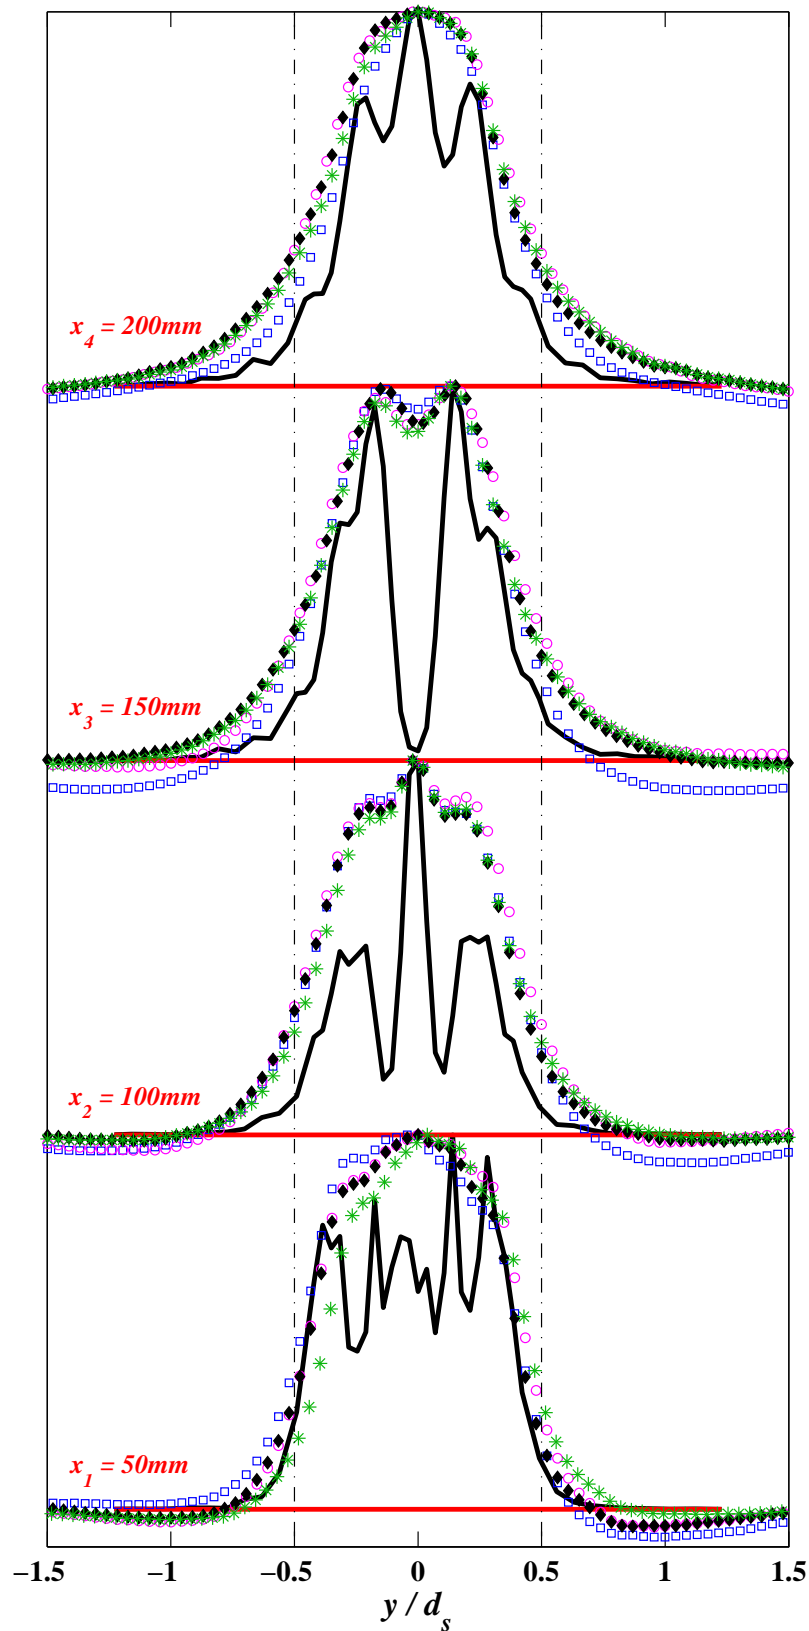 x4 = 200mm
x3 = 150mm
x2 = 100mm
x1 = 50mm
−1.5 −1 −0.5 0 0.5 1 1.5
y / ds